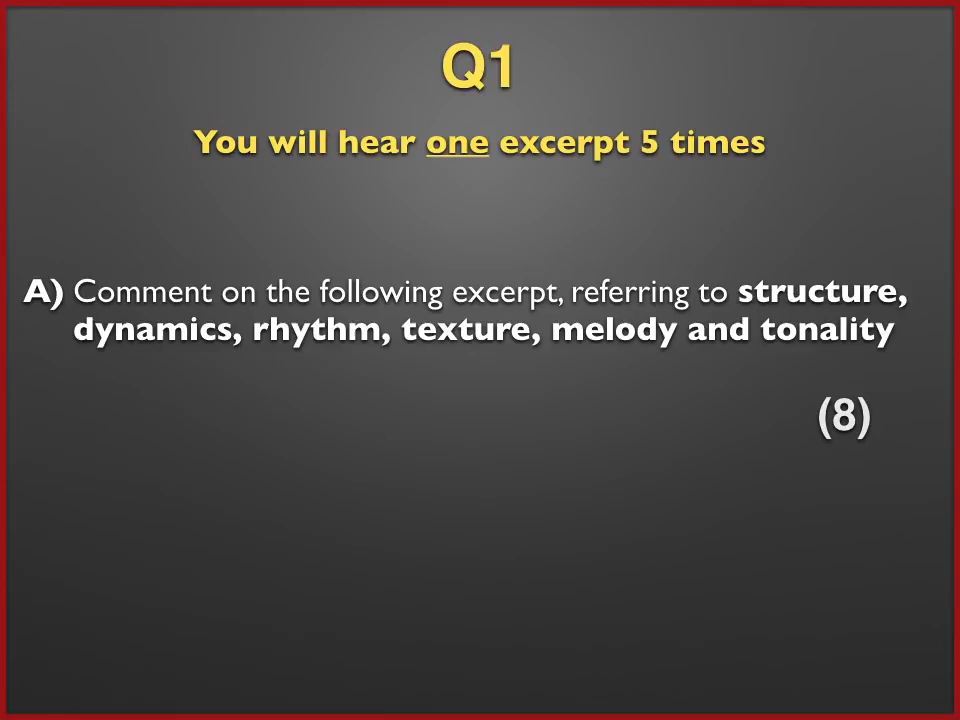 Q1
You will hear one excerpt 5 times
A) Comment on the following excerpt, referring to structure,
dynamics, rhythm, texture, melody and tonality
(8)